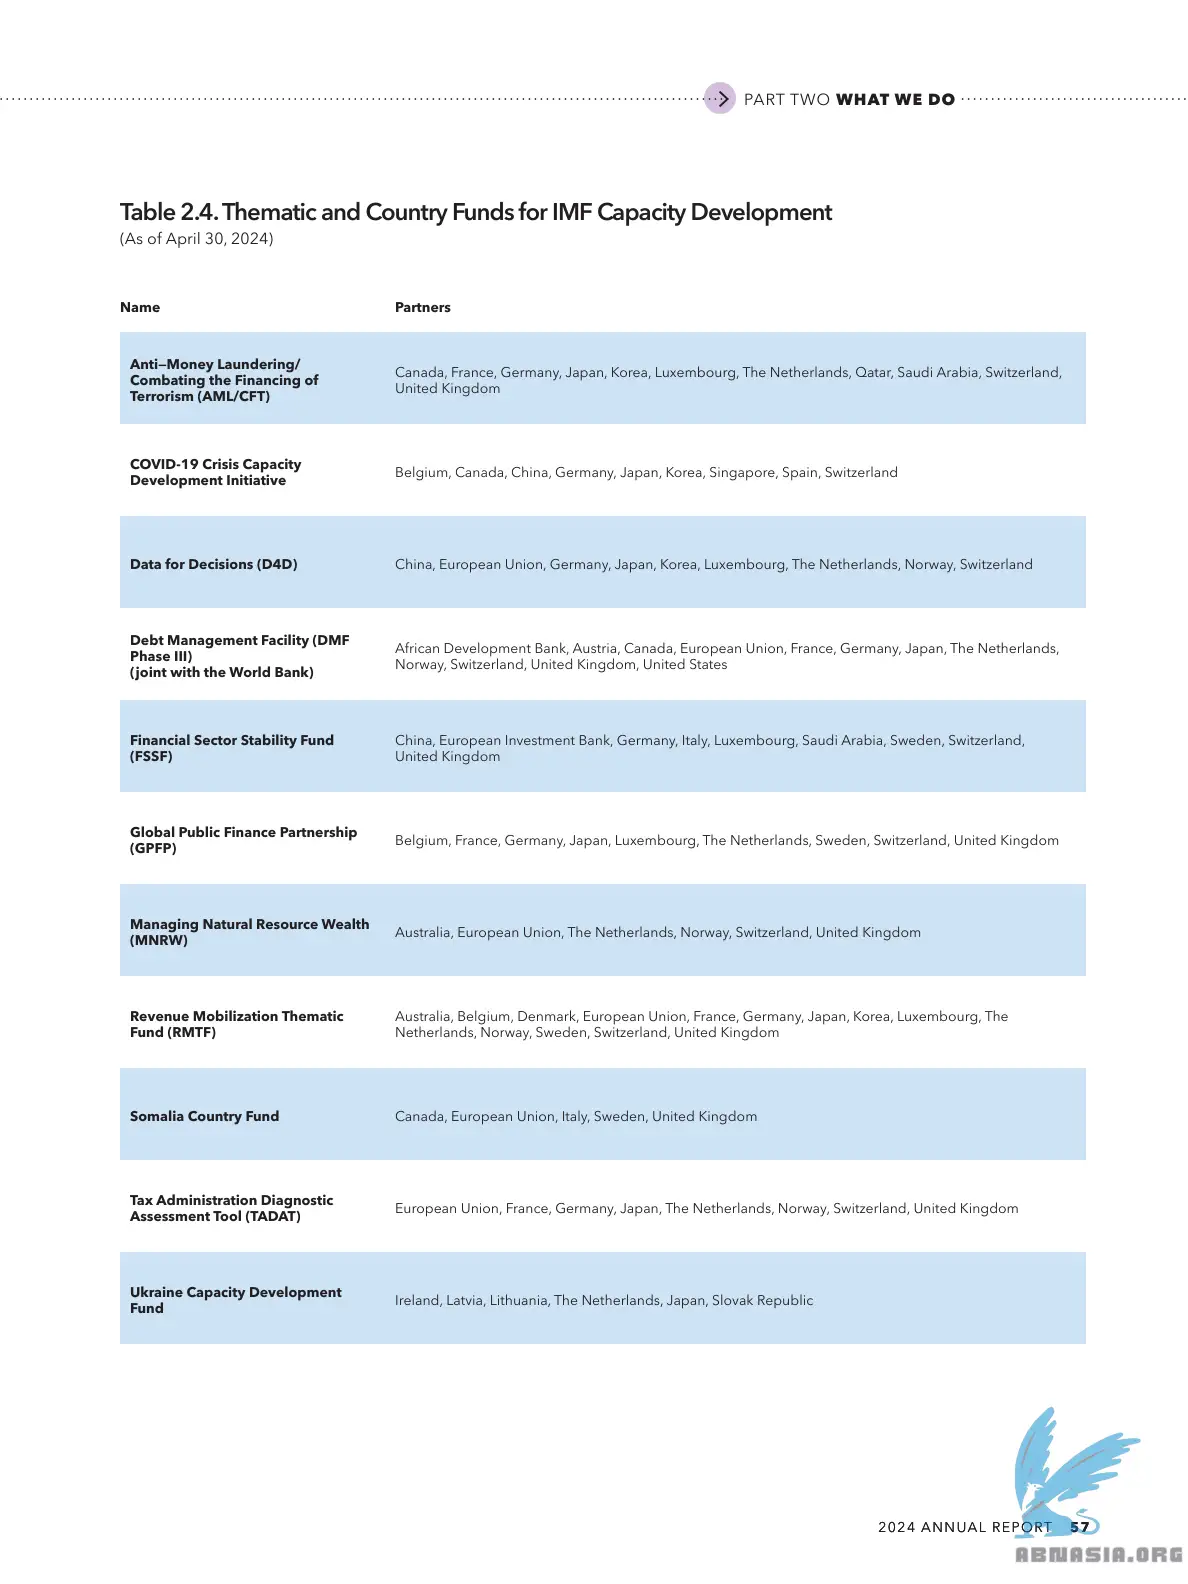 PART TWO WHAT WE DO
Table 2.4. Thematic and Country Funds for IMF Capacity Development
(As of April 30, 2024)
Name Partners
Anti—Money Laundering/
Combating the Financing of
Terrorism (AML/CFT)
Canada, France, Germany, Japan, Korea, Luxembourg, The Netherlands, Qatar, Saudi Arabia, Switzerland,
United Kingdom
COVID-19 Crisis Capacity
Development Initiative
Belgium, Canada, China, Germany, Japan, Korea, Singapore, Spain, Switzerland
Data for Decisions (D4D)
China, European Union, Germany, Japan, Korea, Luxembourg, The Netherlands, Norway, Switzerland
Debt Management Facility (DMF
Phase III)
(joint with the World Bank)
African Development Bank, Austria, Canada, European Union, France, Germany, Japan, The Netherlands,
Norway, Switzerland, United Kingdom, United States
Financial Sector Stability Fund
(FSSF)
China, European Investment Bank, Germany, Italy, Luxembourg, Saudi Arabia, Sweden, Switzerland,
United Kingdom
Global Public Finance Partnership
(GPFP)
Belgium, France, Germany, Japan, Luxembourg, The Netherlands, Sweden, Switzerland, United Kingdom
Managing Natural Resource Wealth
(MNRW)
Australia, European Union, The Netherlands, Norway, Switzerland, United Kingdom
Revenue Mobilization Thematic
Fund (RMTF)
Australia, Belgium, Denmark, European Union, France, Germany, Japan, Korea, Luxembourg, The
Netherlands, Norway, Sweden, Switzerland, United Kingdom
Somalia Country Fund
Canada, European Union, Italy, Sweden, United Kingdom
Tax Administration Diagnostic
Assessment Tool (TADAT)
European Union, France, Germany, Japan, The Netherlands, Norway, Switzerland, United Kingdom
Ukraine Capacity Development
Fund
Ireland, Latvia, Lithuania, The Netherlands, Japan, Slovak Republic
2024 ANNUAL REPORT 57
ABNASIA.ORG